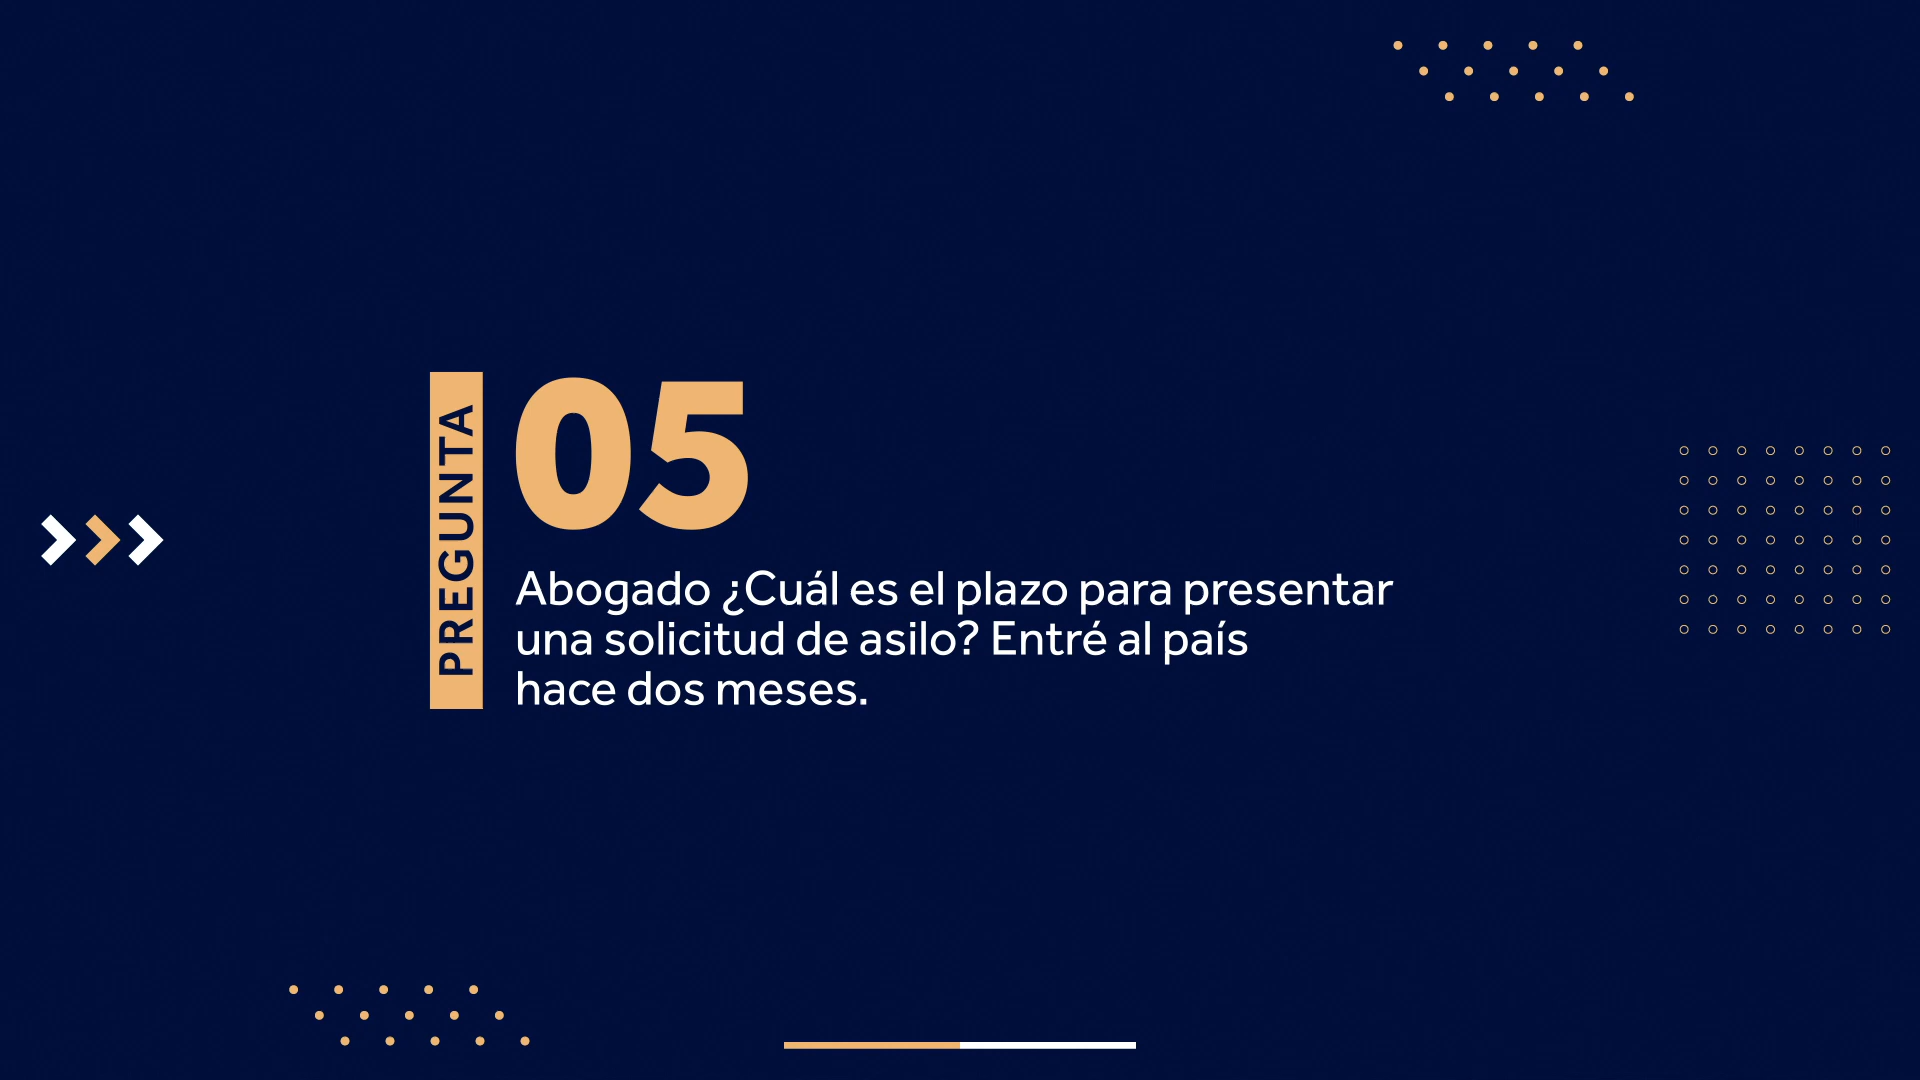 PREGUNTA
05
Abogado ¿Cuál es el plazo para presentar
una solicitud de asilo? Entré al país
hace dos meses.